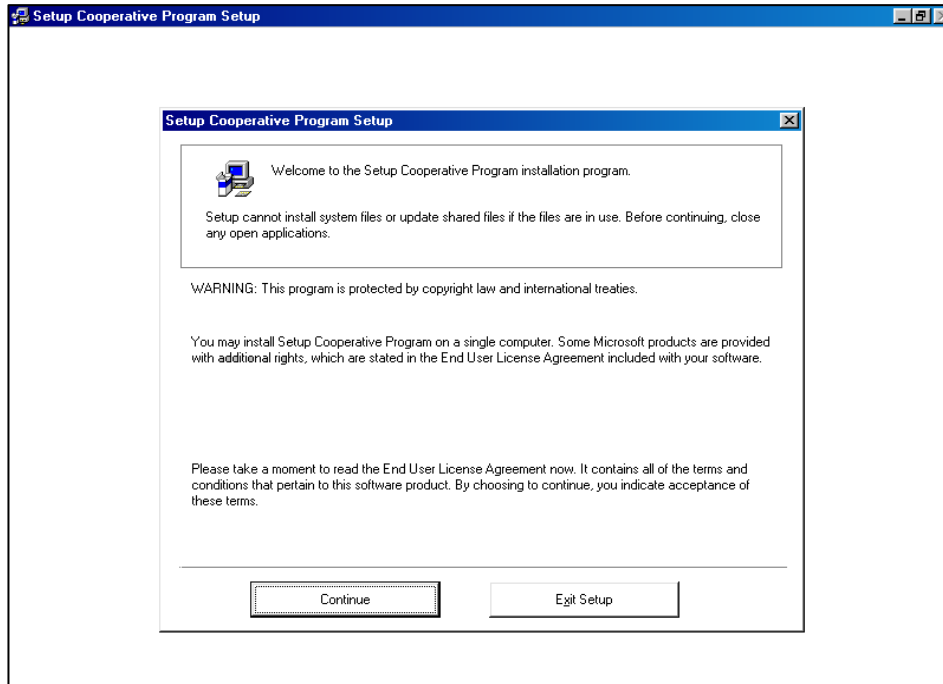 Setup Cooperative Program Setup
Setup Cooperative Program Setup
Welcome to the Setup Cooperative Program installation program.
Setup cannot install system files or update shared files if the files are in use. Before continuing, close
any open applications.
WARNING: This program is protected by copyright law and international treaties.
You may install Setup Cooperative Program on a single computer. Some Microsoft products are provided
with additional rights, which are stated in the End User License Agreement included with your software.
Please take a moment to read the End User License Agreement now. It contains all of the terms and
conditions that pertain to this software product. By choosing to continue, you indicate acceptance of
these terms.
Continue
Exit Setup